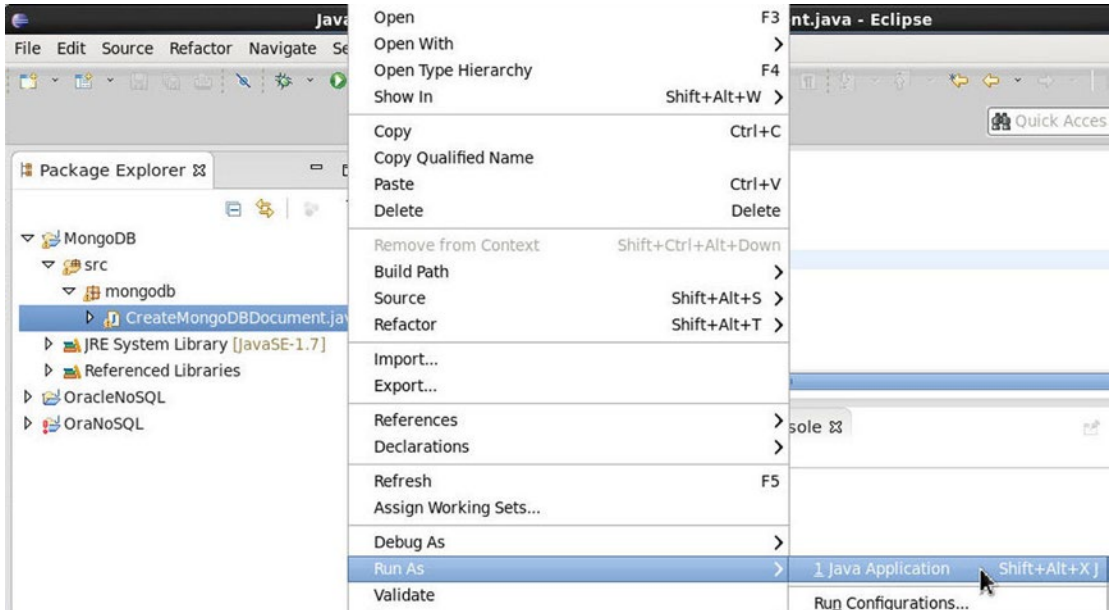 Java
nt.java - Eclipse
File Edit Source Refactor Navigate Se
Quick Acces
Package Explorer
MongoDB
src
mongodb
CreateMongoDBDocument.jav
JRE System Library [JavaSE-1.7]
Referenced Libraries
OracleNoSQL
OraNoSQL
Open F3
Open With
Open Type Hierarchy F4
Show In Shift+Alt+W
Copy Ctrl+C
Copy Qualified Name
Paste Ctrl+V
Delete Delete
Remove from Context Shift+Ctrl+Alt+Down
Build Path
Source Shift+Alt+S
Refactor Shift+Alt+T
Import...
Export...
References
Declarations
Refresh F5
Assign Working Sets...
Debug As
Run As
Validate
sole
1 Java Application Shift+Alt+X J
Run Configurations...